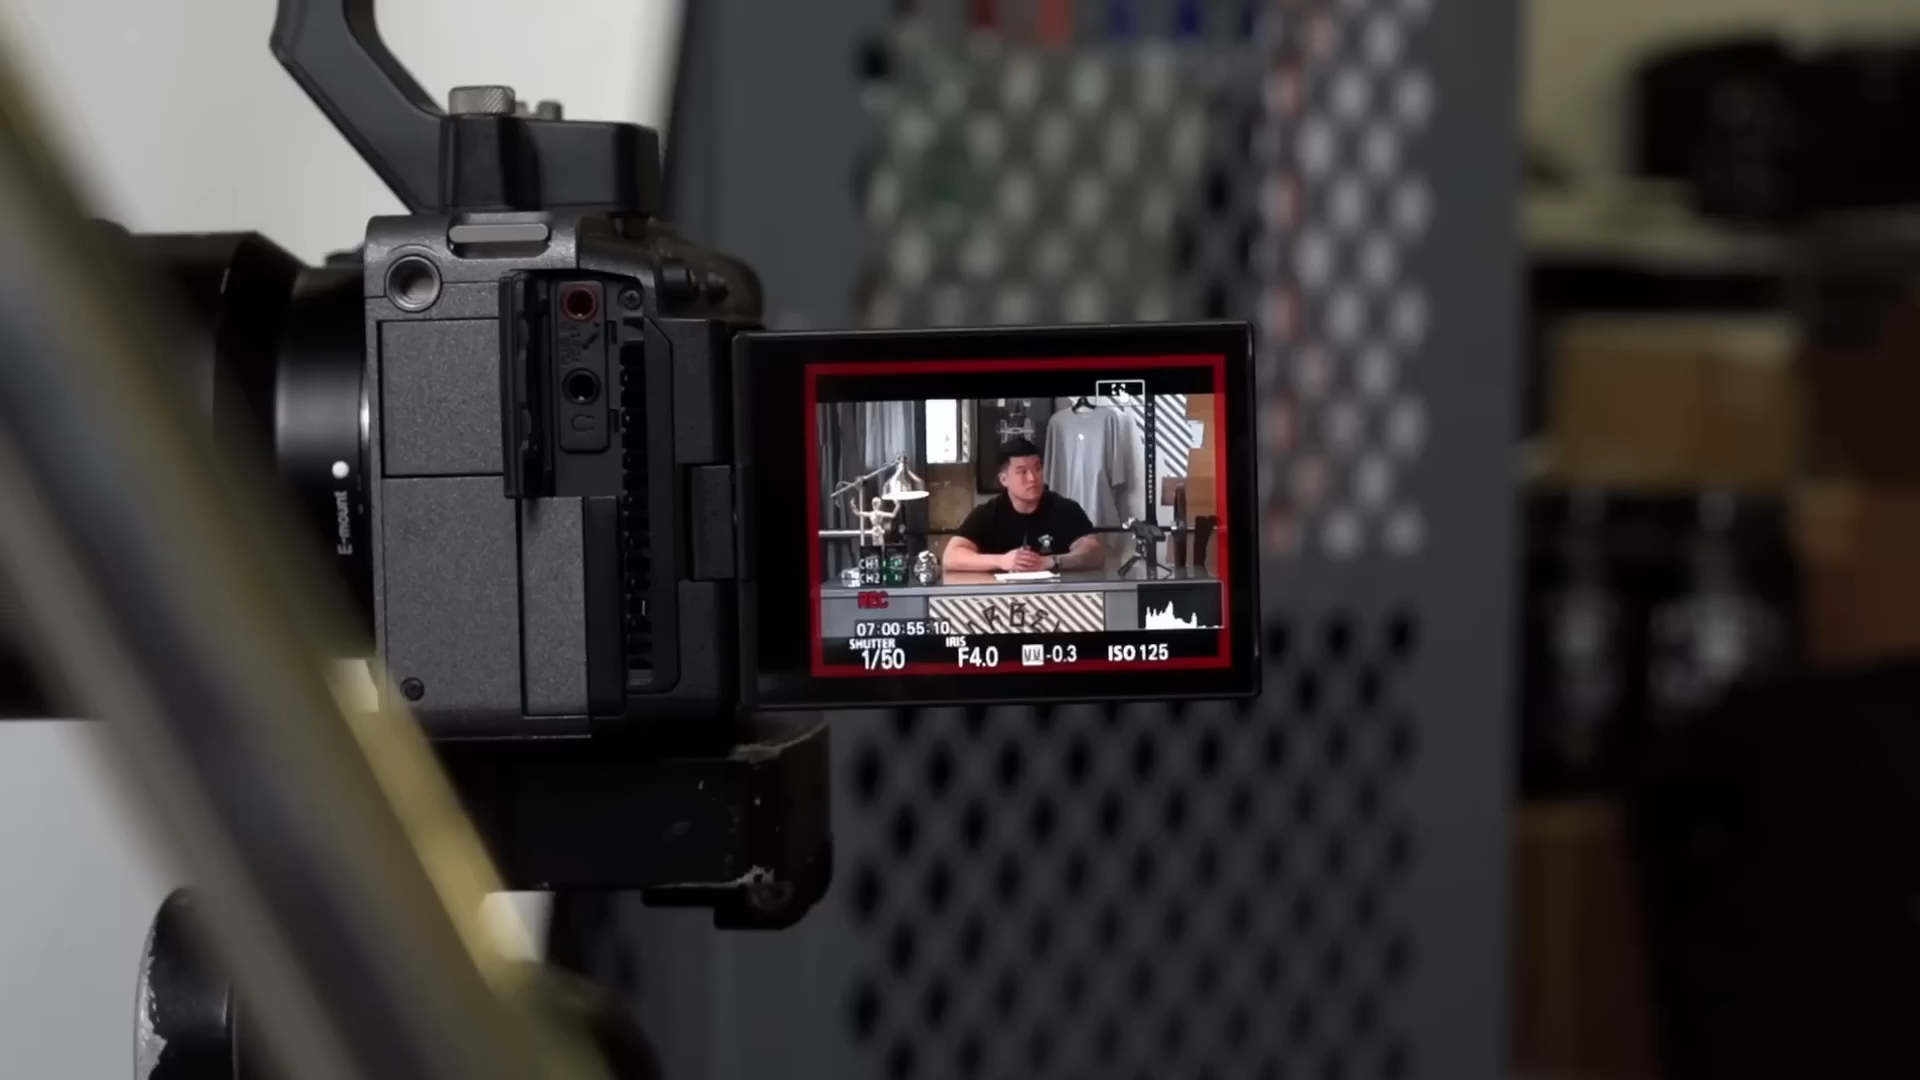 E-mount
CH1
CH2
REC
07:00:55:10
SHUTTER
1/50
IRIS
F4.0
-0.3
ISO 125